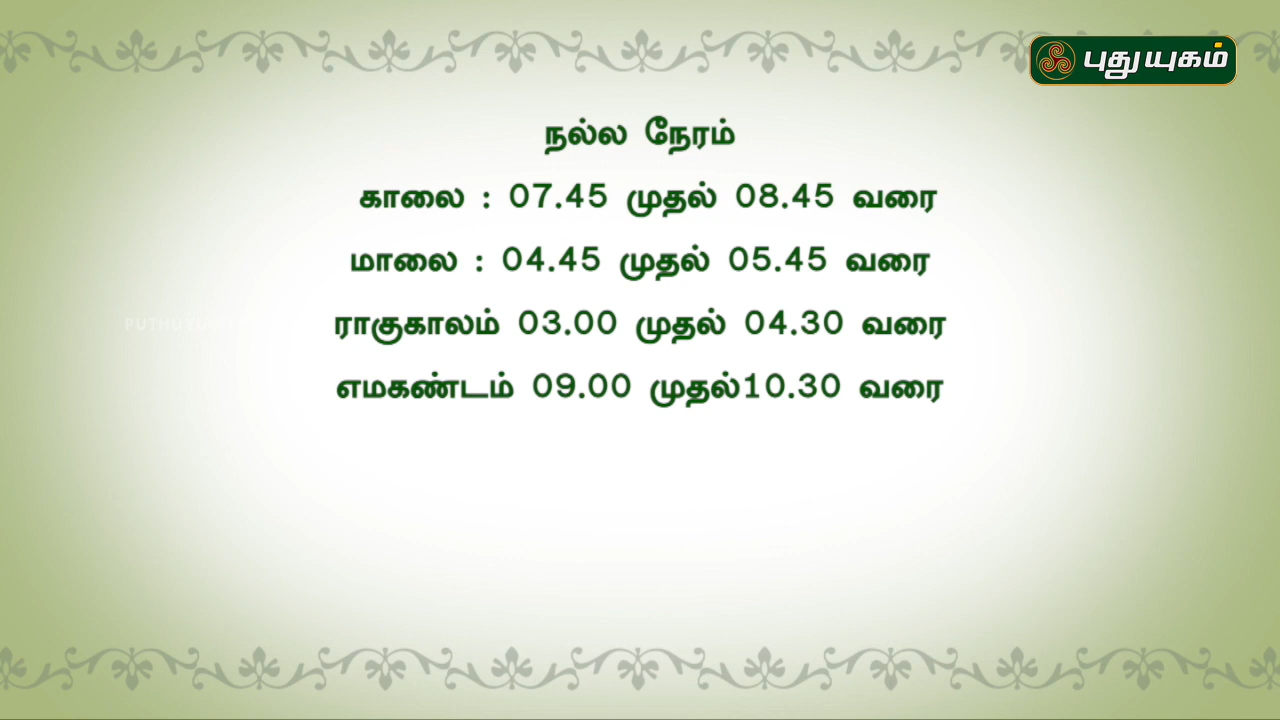 புதுயுகம்
நல்ல நேரம்
காலை : 07.45 முதல் 08.45 வரை
மாலை : 04.45 முதல் 05.45 வரை
ராகுகாலம் 03.00 முதல் 04.30 வரை
எமகண்டம் 09.00 முதல்10.30 வரை